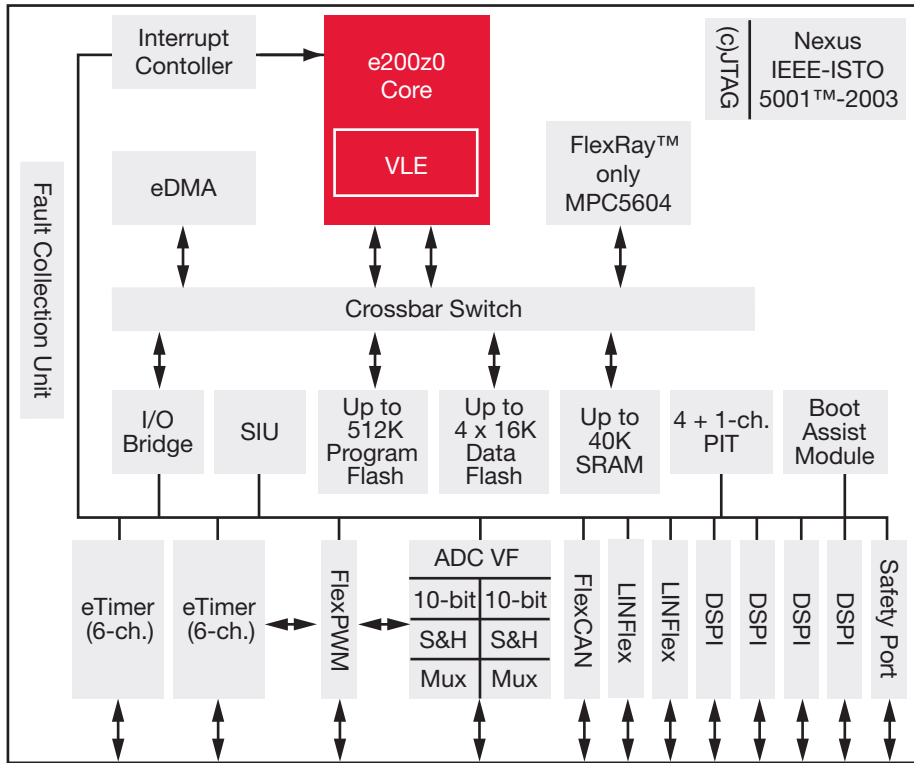 Interrupt
Contoller
e200z0
Core
VLE
(c)JTAG
Nexus
IEEE-ISTO
5001™-2003
Fault Collection Unit
eDMA
FlexRay™
only
MPC5604
Crossbar Switch
I/O
Bridge
SIU
Up to
512K
Program
Flash
Up to
4 x 16K
Data
Flash
Up to
40K
SRAM
4 + 1-ch.
PIT
Boot
Assist
Module
eTimer
(6-ch.)
eTimer
(6-ch.)
FlexPWM
ADC VF
10-bit
10-bit
S&H
S&H
Mux
Mux
FlexCAN
LINFlex
LINFlex
DSPI
DSPI
DSPI
DSPI
Safety Port